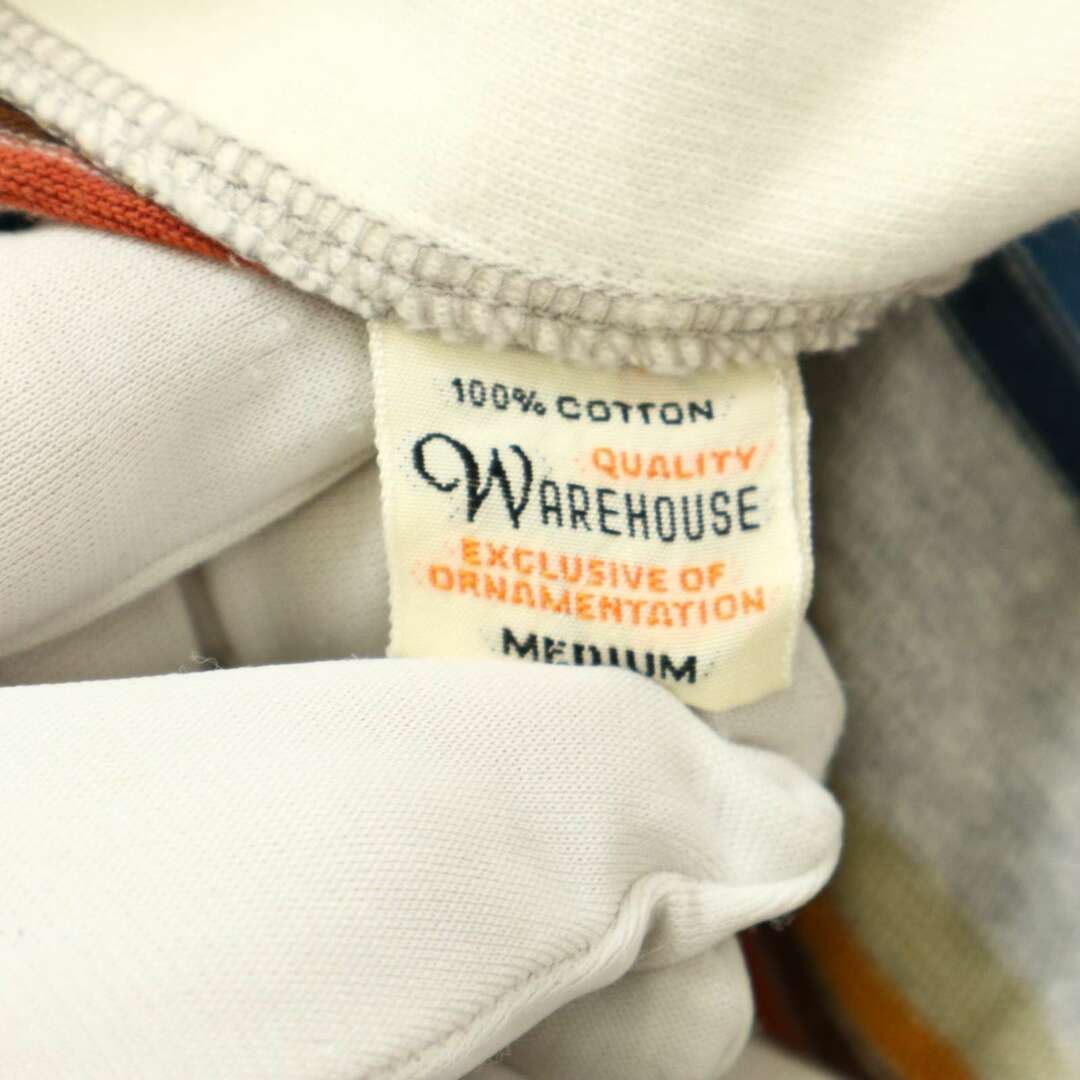 100% COTTON
QUALITY
WAREHOUSE
EXCLUSIVE OF
ORNAMENTATION
MEDIUM